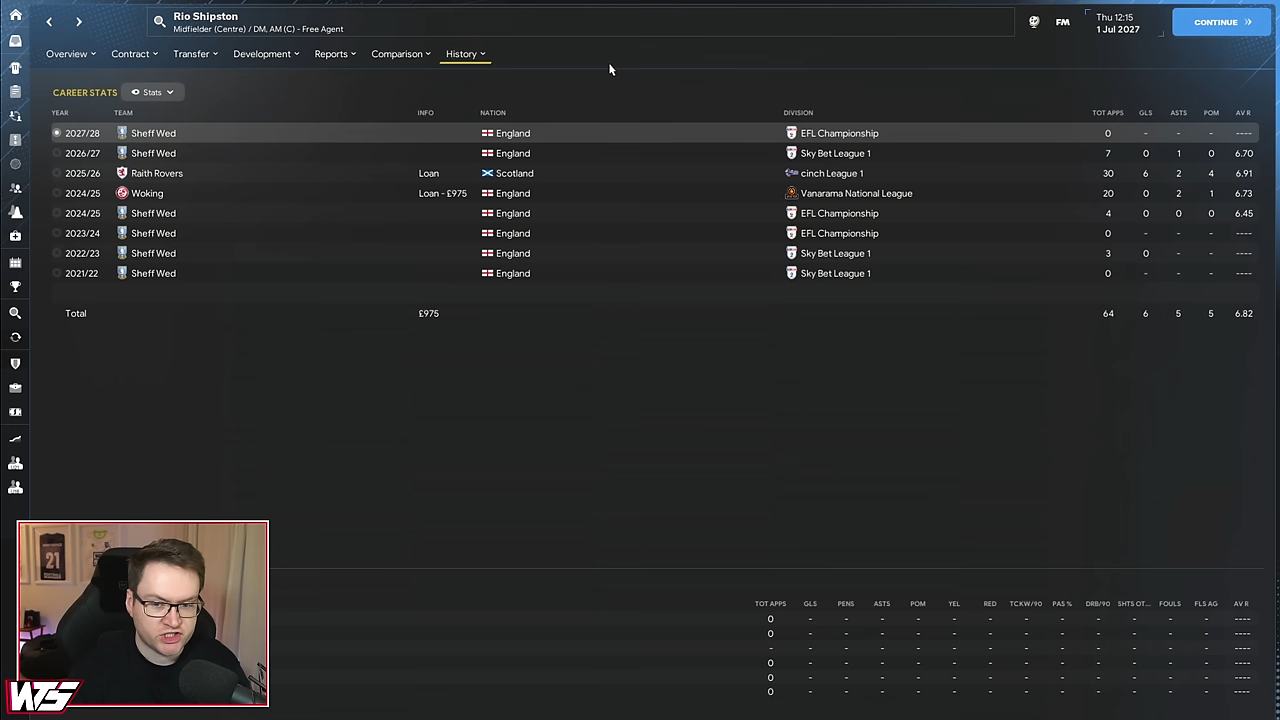 Rio Shipston
Midfielder (Centre) / DM, AM (C) - Free Agent
FM
Thu 12:15
1 Jul 2027
CONTINUE
Overview Contract Transfer Development Reports Comparison History
CAREER STATS Stats
YEAR TEAM INFO NATION DIVISION TOT APPS GLS ASTS POM AV R
2027/28 Sheff Wed England EFL Championship 0 - - - ----
2026/27 Sheff Wed England Sky Bet League 1 7 0 1 0 6.70
2025/26 Raith Rovers Loan Scotland cinch League 1 30 6 2 4 6.91
2024/25 Woking Loan - £975 England Vanarama National League 20 0 2 1 6.73
2024/25 Sheff Wed England EFL Championship 4 0 0 0 6.45
2023/24 Sheff Wed England EFL Championship 0 - - - ----
2022/23 Sheff Wed England Sky Bet League 1 3 0 - - ----
2021/22 Sheff Wed England Sky Bet League 1 0 - - - ----
Total £975 64 6 5 5 6.82
TOT APPS GLS PENS ASTS POM YEL RED TCKW/90 PAS % DRB/90 SHTS OT... FOULS FLS AG AV R
0 - - - - - - - - - - - - ----
0 - - - - - - - - - - - - ----
- - - - - - - - - - - - - ----
0 - - - - - - - - - - - - ----
0 - - - - - - - - - - - - ----
0 - - - - - - - - - - - - ----
21
WTS